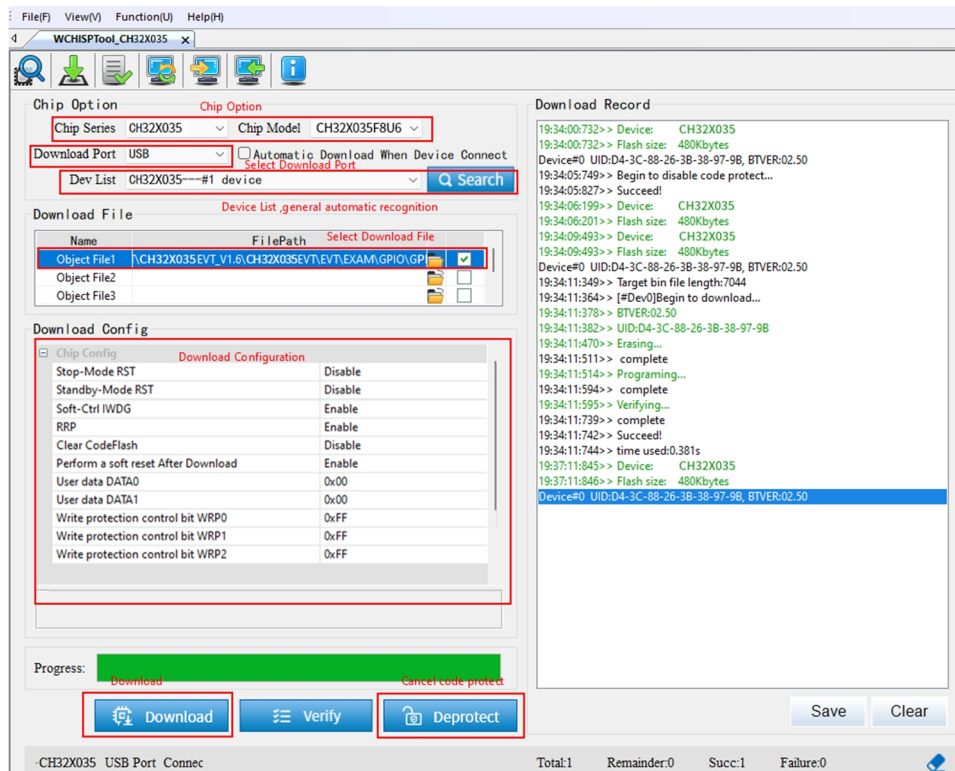 File(F) View(V) Function(U) Help(H)
WCHISPTool_CH32X035 x
Chip Option
Chip Option
Chip Series CH32X035 Chip Model CH32X035F8U6
Download Port USB Automatic Download When Device Connect
Select Download Port
Dev List CH32X035---#1 device Search
Device List ,general automatic recognition
Download File
Name FilePath Select Download File
Object File1 \CH32X035EVT_V1.6\CH32X035EVT\EVT\EXAM\GPIO\GPI
Object File2
Object File3
Download Config
Chip Config Download Configuration
Stop-Mode RST Disable
Standby-Mode RST Disable
Soft-Ctrl IWDG Enable
RRP Enable
Clear CodeFlash Disable
Perform a soft reset After Download Enable
User data DATA0 0x00
User data DATA1 0x00
Write protection control bit WRP0 0xFF
Write protection control bit WRP1 0xFF
Write protection control bit WRP2 0xFF
Progress:
Download Cancel code protect
Download Verify Deprotect
Download Record
19:34:00:732>> Device: CH32X035
19:34:00:732>> Flash size: 480Kbytes
Device#0 UID:D4-3C-88-26-3B-38-97-9B, BTVER:02.50
19:34:05:749>> Begin to disable code protect...
19:34:05:827>> Succeed!
19:34:06:199>> Device: CH32X035
19:34:06:201>> Flash size: 480Kbytes
19:34:09:493>> Device: CH32X035
19:34:09:493>> Flash size: 480Kbytes
Device#0 UID:D4-3C-88-26-3B-38-97-9B, BTVER:02.50
19:34:11:349>> Target bin file length:7044
19:34:11:364>> [#Dev0]Begin to download...
19:34:11:378>> BTVER:02.50
19:34:11:382>> UID:D4-3C-88-26-3B-38-97-9B
19:34:11:470>> Erasing...
19:34:11:511>> complete
19:34:11:514>> Programing...
19:34:11:594>> complete
19:34:11:595>> Verifying...
19:34:11:739>> complete
19:34:11:742>> Succeed!
19:34:11:744>> time used:0.381s
19:37:11:845>> Device: CH32X035
19:37:11:846>> Flash size: 480Kbytes
Device#0 UID:D4-3C-88-26-3B-38-97-9B, BTVER:02.50
Save Clear
·CH32X035 USB Port Connec Total:1 Remainder:0 Succ:1 Failure:0